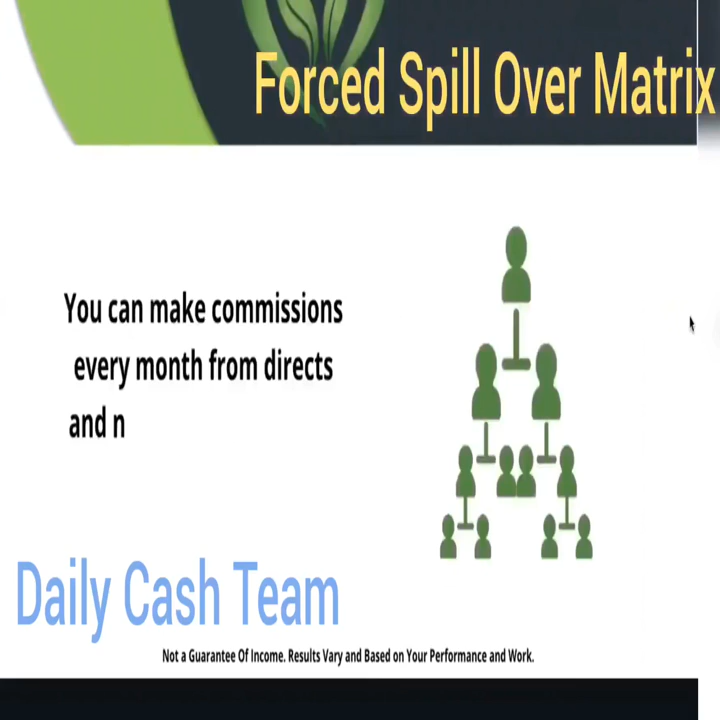 Forced Spill Over Matrix
You can make commissions
every month from directs
and n
Daily Cash Team
Not a Guarantee Of Income. Results Vary and Based on Your Performance and Work.